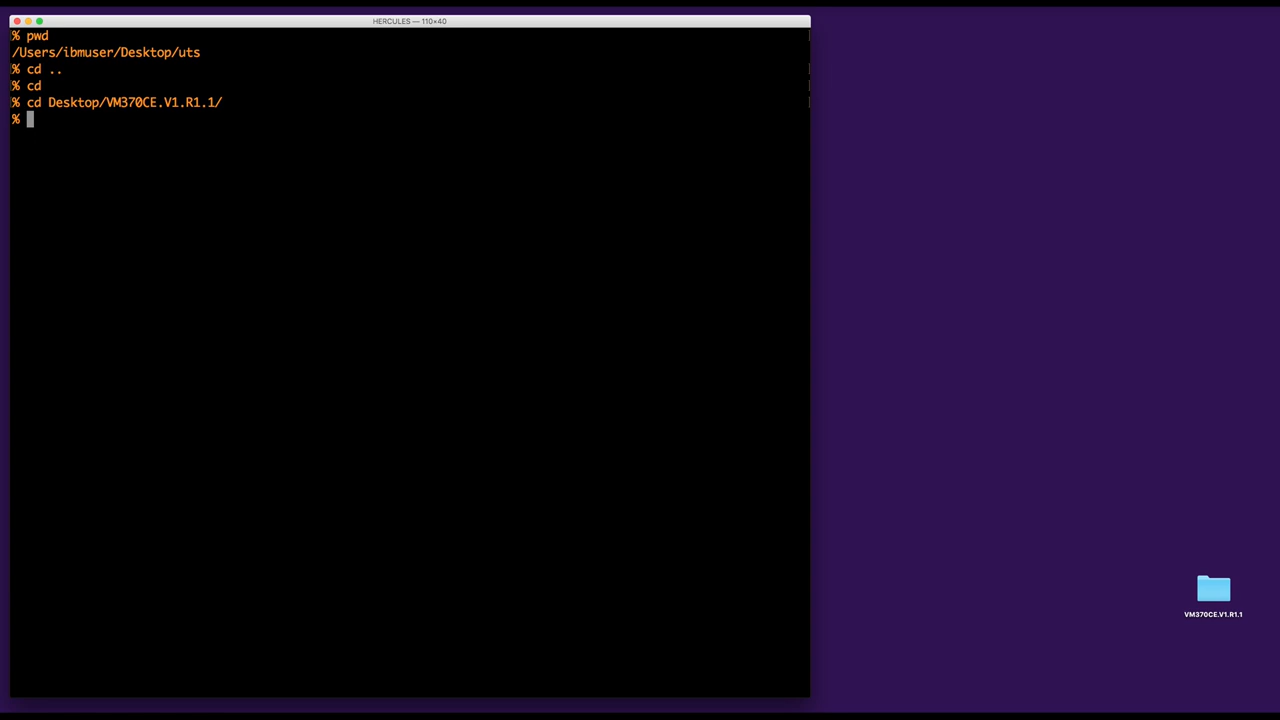 HERCULES — 110×40
% pwd
/Users/ibmuser/Desktop/uts
% cd ..
% cd
% cd Desktop/VM370CE.V1.R1.1/
%
VM370CE.V1.R1.1